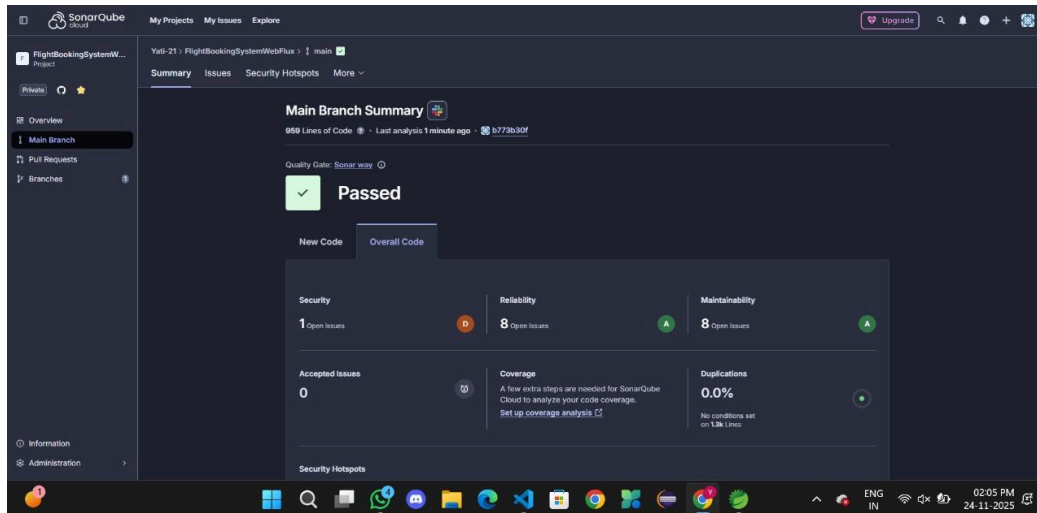 SonarQube cloud
My Projects My Issues Explore
Upgrade
FlightBookingSystemW...
Project
Private
Overview
Main Branch
Pull Requests
Branches 1
Information
Administration
Yati-21 > FlightBookingSystemWebFlux > main
Summary Issues Security Hotspots More
Main Branch Summary
959 Lines of Code - Last analysis 1 minute ago - b773b30f
Quality Gate: Sonar way
Passed
New Code Overall Code
Security
1 Open issues D
Reliability
8 Open issues A
Maintainability
8 Open issues A
Accepted Issues
0
Coverage
A few extra steps are needed for SonarQube
Cloud to analyze your code coverage.
Set up coverage analysis
Duplications
0.0%
No conditions set
on 1.3k Lines
Security Hotspots
1
4
ENG
IN
02:05 PM
24-11-2025